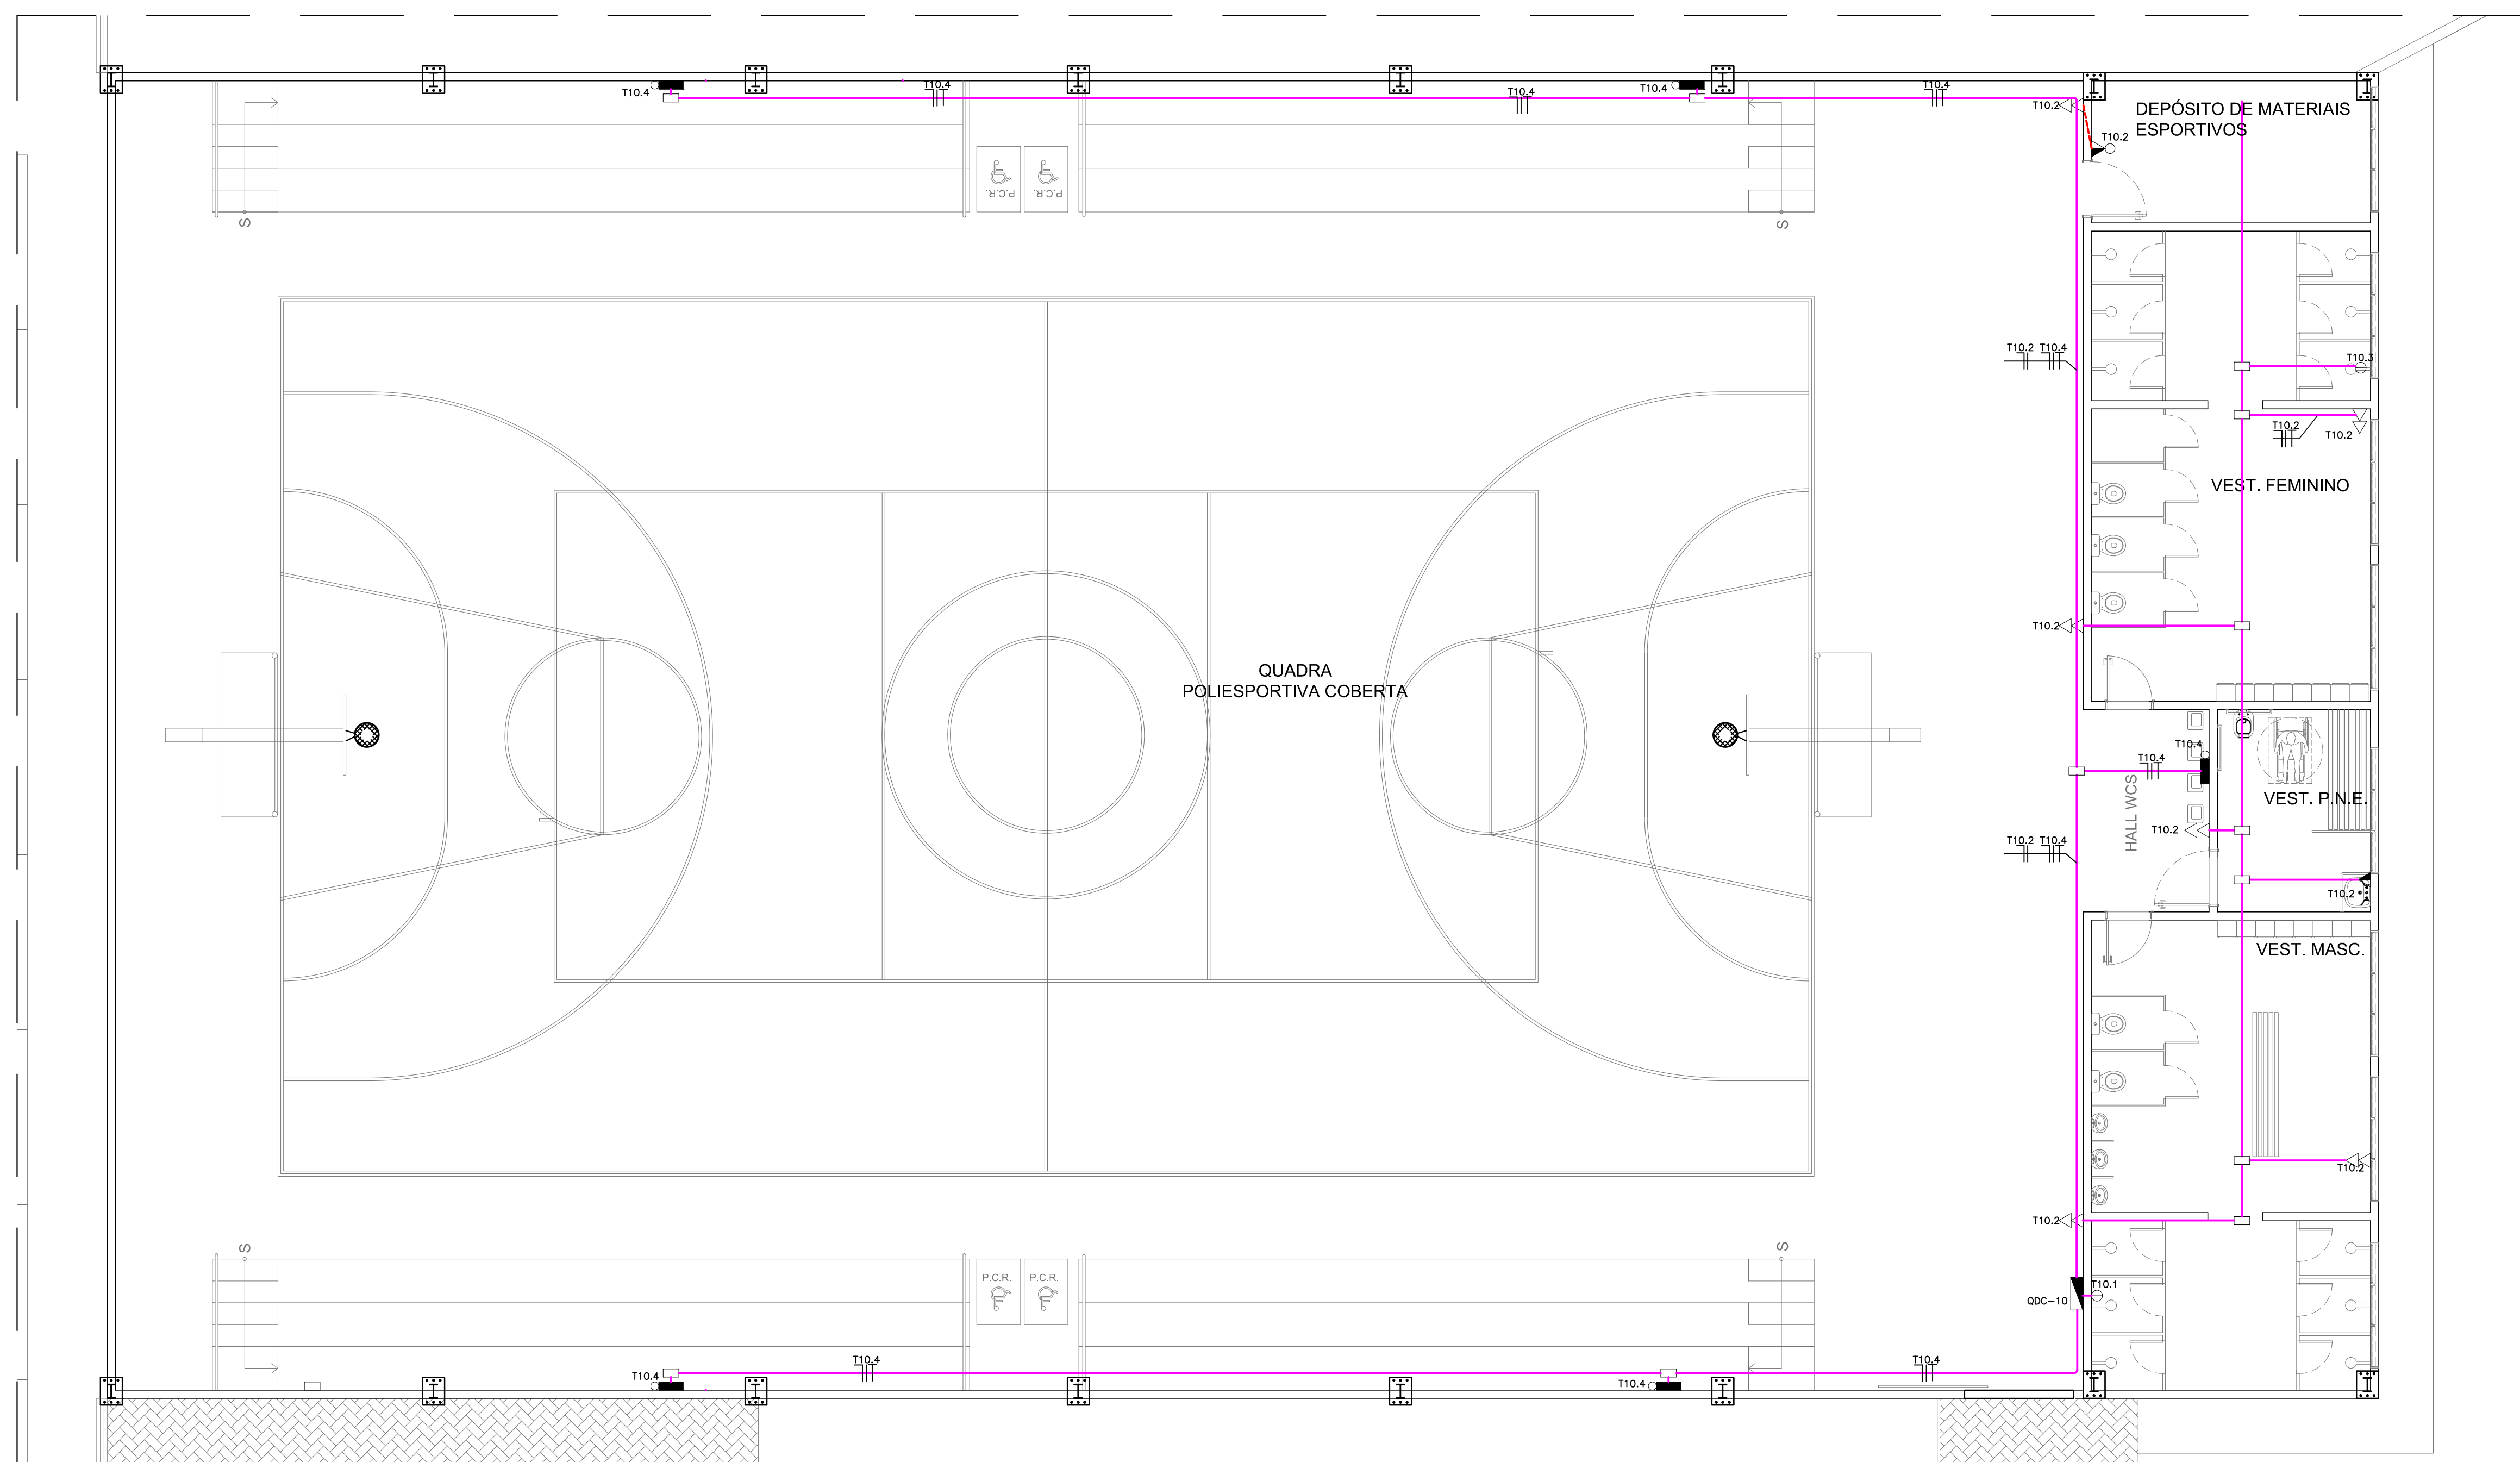 T10.4
T10.4
T10.4
T10.4
T10.4
T10.2
DEPÓSITO DE MATERIAIS
ESPORTIVOS
T10.2
P.C.R.
P.C.R.
S
S
T10.2 T10.4
T10.3
T10.2
T10.2
VEST. FEMININO
T10.2
QUADRA
POLIESPORTIVA COBERTA
T10.4
T10.4
HALL WCS
VEST. P.N.E.
T10.2
T10.2 T10.4
T10.2
VEST. MASC.
T10.2
T10.2
S
S
P.C.R.
P.C.R.
T10.1
QDC-10
T10.4
T10.4
T10.4
T10.4